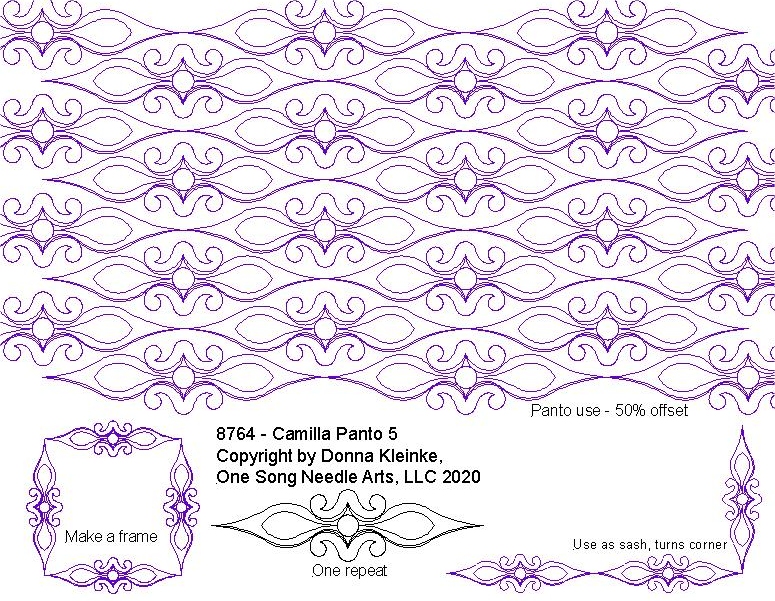 Panto use - 50% offset
8764 - Camilla Panto 5
Copyright by Donna Kleinke,
One Song Needle Arts, LLC 2020
Make a frame
Use as sash, turns corner
One repeat